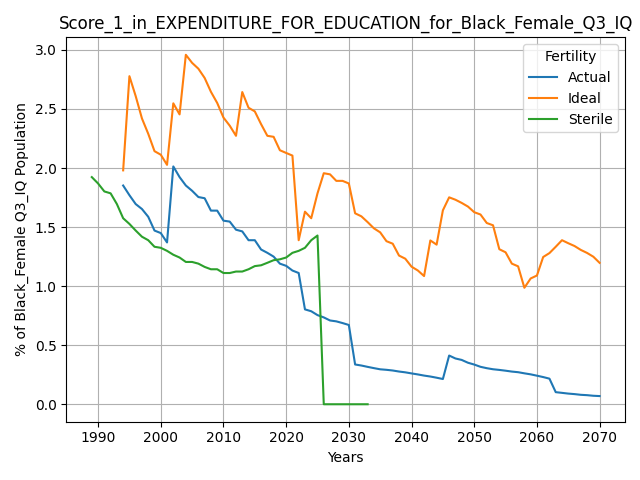 Score_1_in_EXPENDITURE_FOR_EDUCATION_for_Black_Female_Q3_IQ
Fertility
Actual
Ideal
Sterile
% of Black_Female Q3_IQ Population
3.0
2.5
2.0
1.5
1.0
0.5
0.0
1990 2000 2010 2020 2030 2040 2050 2060 2070
Years